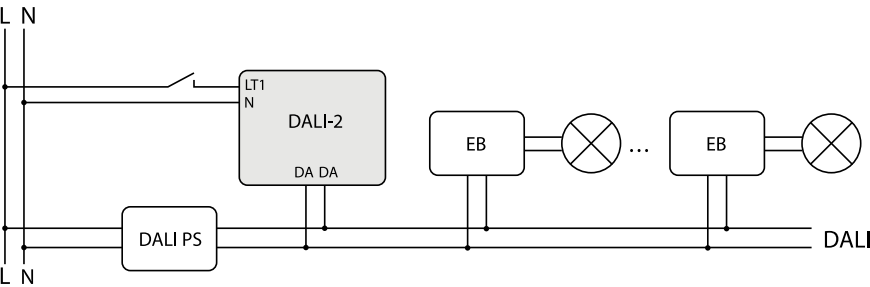 L N
LT1
N
DALI-2
DA DA
EB
...
EB
DALI PS
DALI
L N